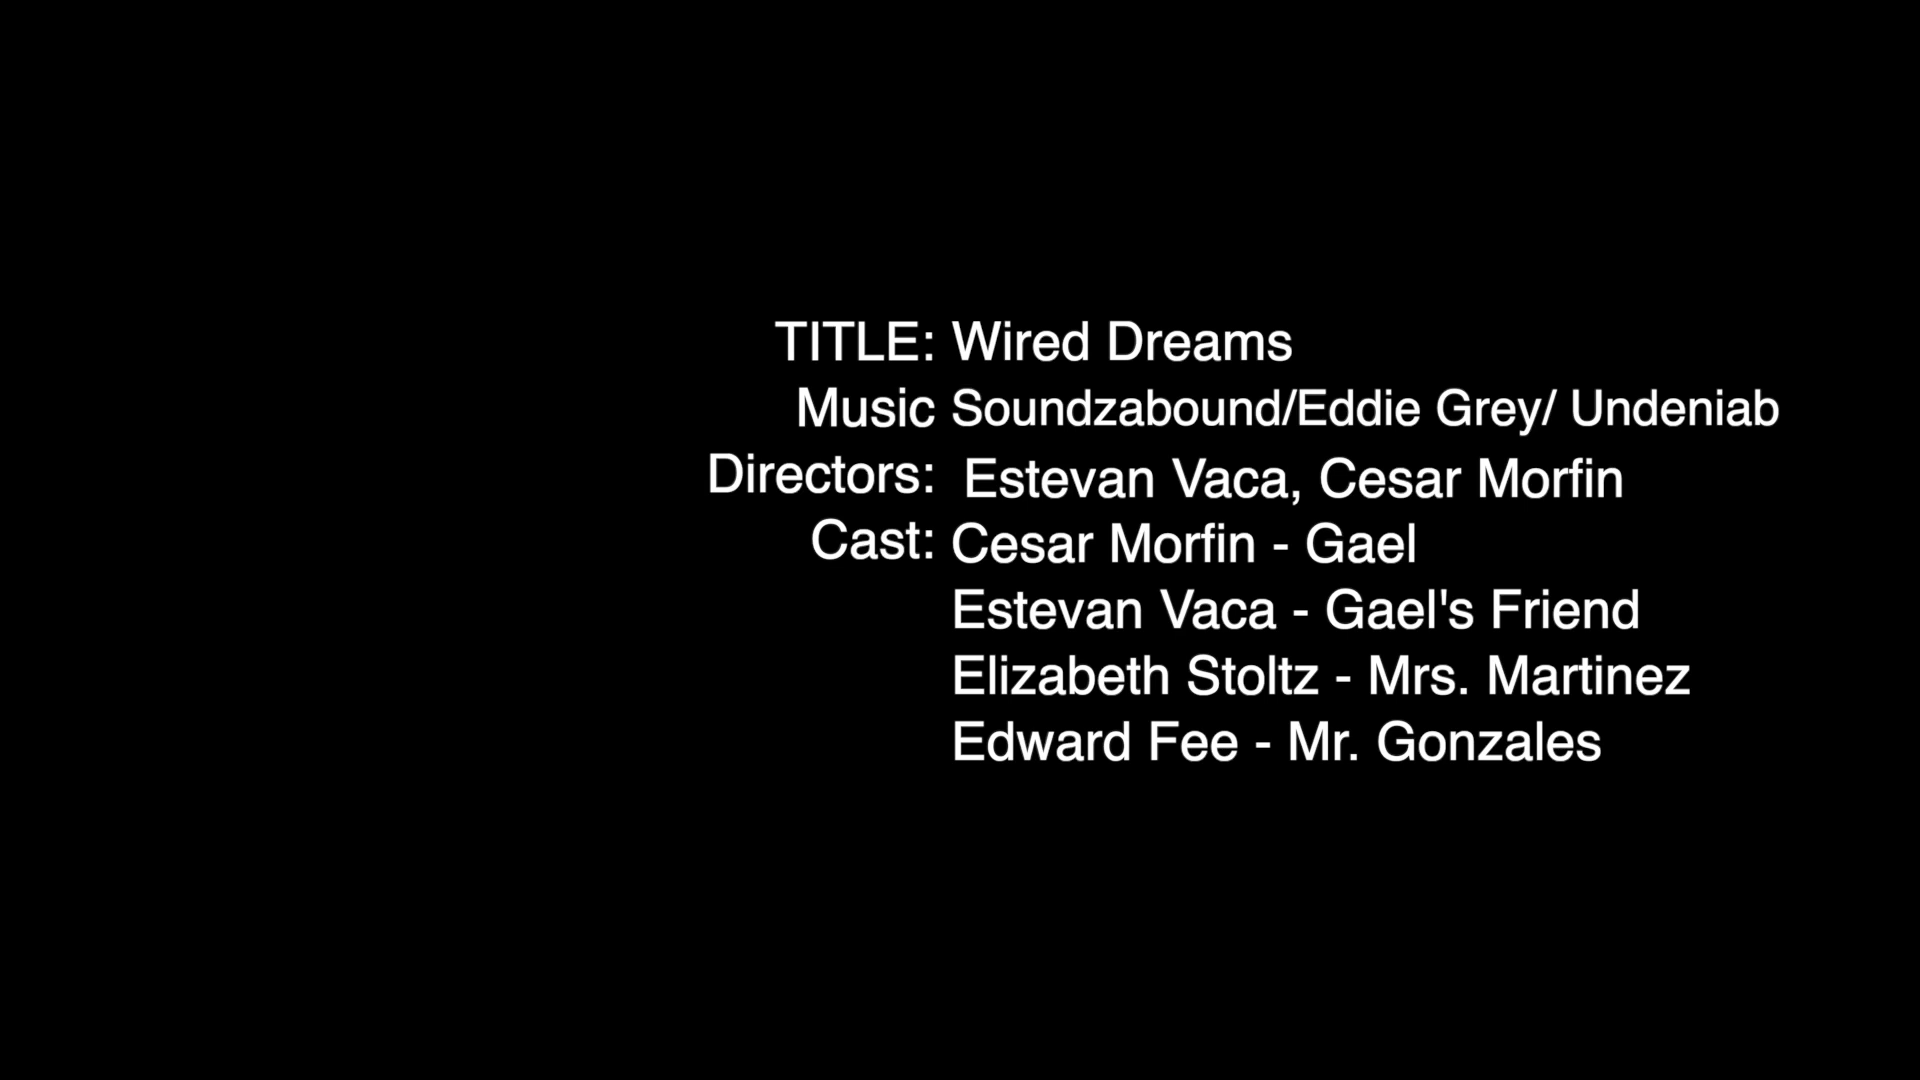 TITLE: Wired Dreams
Music Soundzabound/Eddie Grey/ Undeniab
Directors: Estevan Vaca, Cesar Morfin
Cast: Cesar Morfin - Gael
Estevan Vaca - Gael's Friend
Elizabeth Stoltz - Mrs. Martinez
Edward Fee - Mr. Gonzales